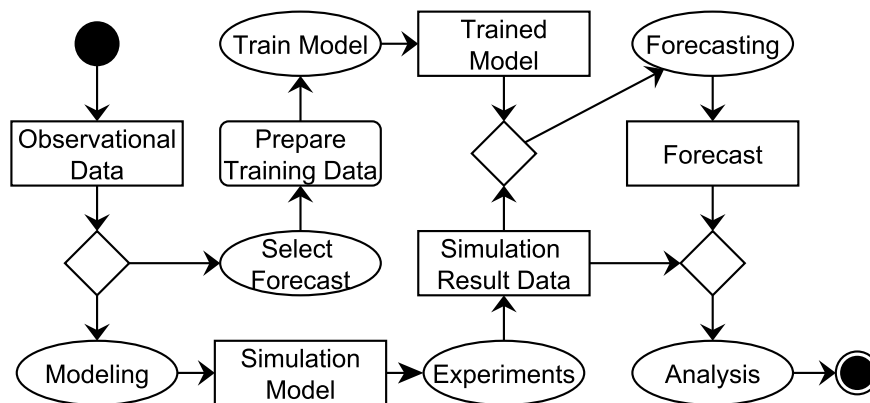 Train Model
Trained
Model
Forecasting
Observational
Data
Prepare
Training Data
Forecast
Select
Forecast
Simulation
Result Data
Modeling
Simulation
Model
Experiments
Analysis